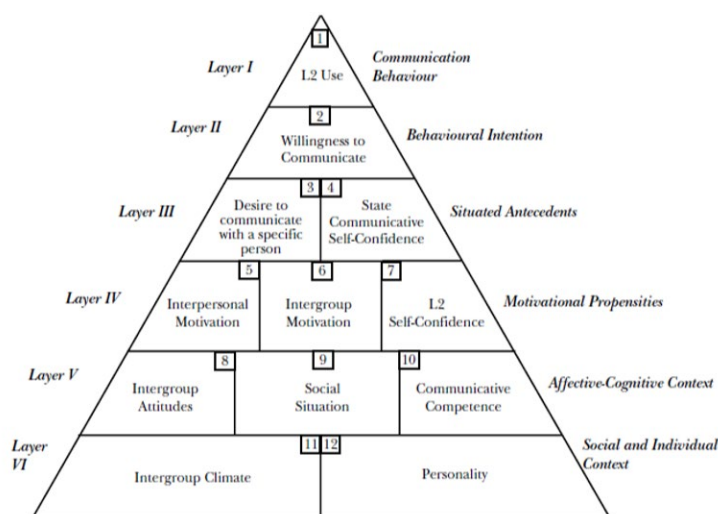 1
Layer I
L2 Use
Communication
Behaviour
2
Layer II
Willingness to
Communicate
Behavioural Intention
3 4
Layer III
Desire to
communicate
with a specific
person
State
Communicative
Self-Confidence
Situated Antecedents
5 6 7
Layer IV
Interpersonal
Motivation
Intergroup
Motivation
L2
Self-Confidence
Motivational Propensities
8 9 10
Layer V
Intergroup
Attitudes
Social
Situation
Communicative
Competence
Affective-Cognitive Context
11 12
Layer
VI
Intergroup Climate
Personality
Social and Individual
Context